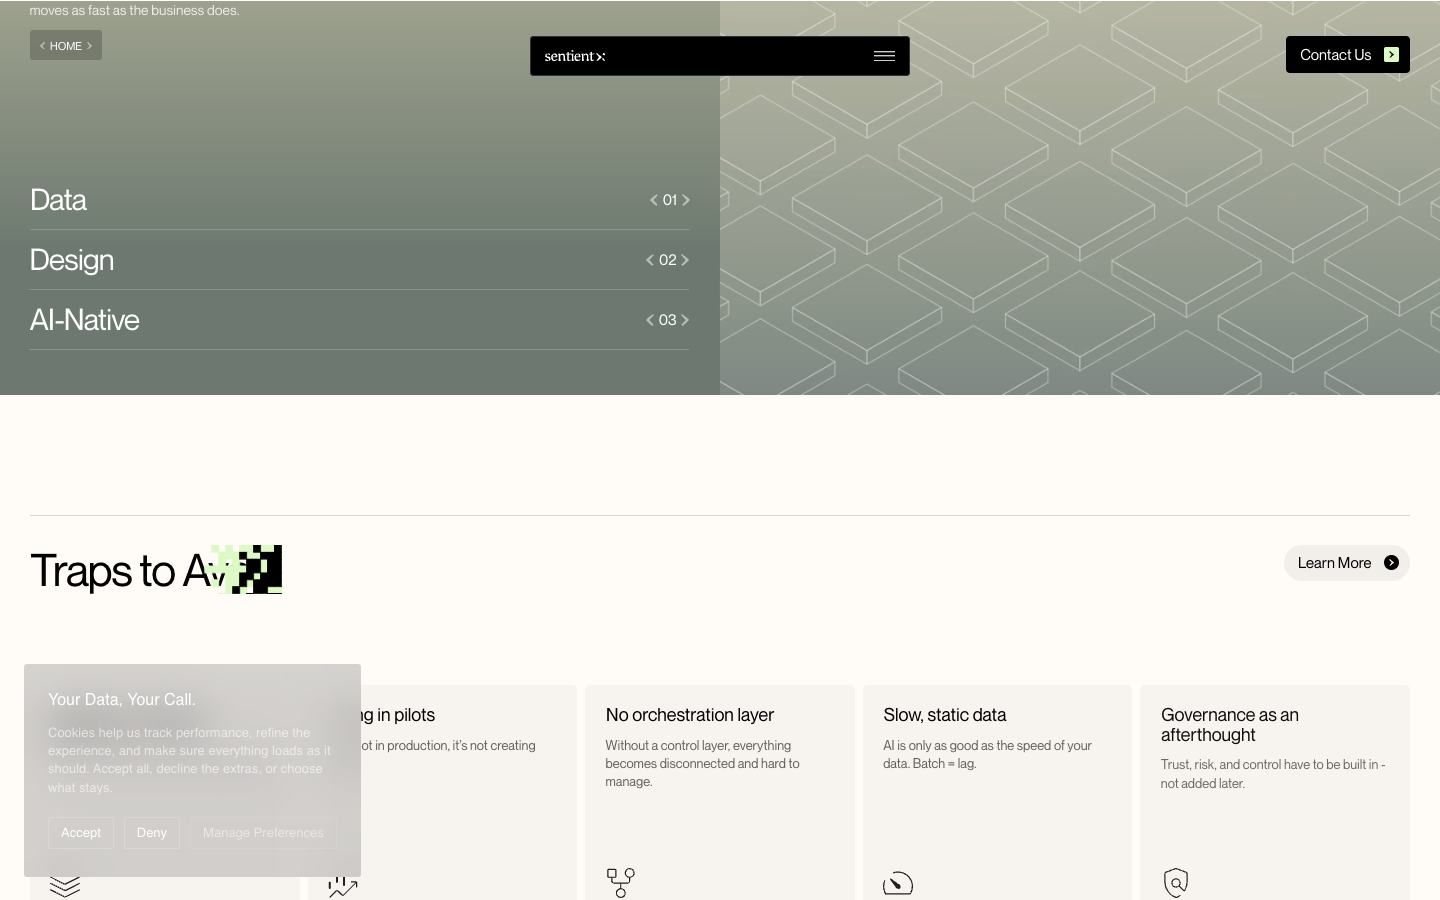 moves as fast as the business does.
HOME
sentient
Contact Us
Data
01
Design
02
AI-Native
03
Traps to Av
Learn More
Your Data, Your Call.
Cookies help us track performance, refine the
experience, and make sure everything loads as it
should. Accept all, decline the extras, or choose
what stays.
Accept
Deny
Manage Preferences
ng in pilots
ot in production, it's not creating
No orchestration layer
Without a control layer, everything
becomes disconnected and hard to
manage.
Slow, static data
AI is only as good as the speed of your
data. Batch = lag.
Governance as an
afterthought
Trust, risk, and control have to be built in -
not added later.